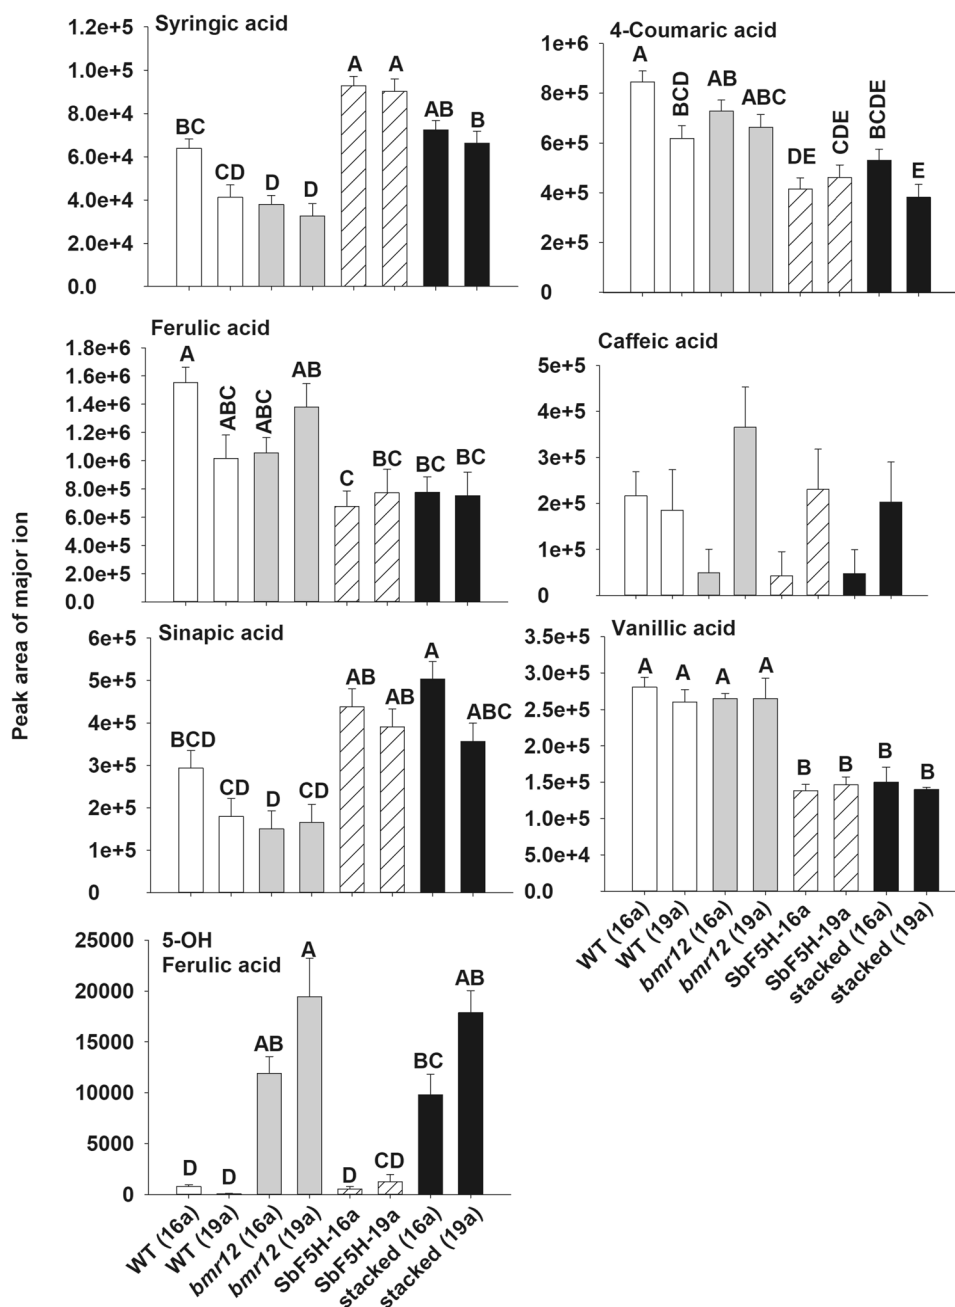 Peak area of major ion
Syringic acid
1.2e+5
1.0e+5
8.0e+4
6.0e+4
4.0e+4
2.0e+4
0.0
BC
CD
D
D
A
A
AB
B
4-Coumaric acid
1e+6
8e+5
6e+5
4e+5
2e+5
0
A
BCD
AB
ABC
DE
CDE
BCDE
E
Ferulic acid
1.8e+6
1.6e+6
1.4e+6
1.2e+6
1.0e+6
8.0e+5
6.0e+5
4.0e+5
2.0e+5
0.0
A
ABC
ABC
AB
C
BC
BC
BC
Caffeic acid
5e+5
4e+5
3e+5
2e+5
1e+5
0
Sinapic acid
6e+5
5e+5
4e+5
3e+5
2e+5
1e+5
0
BCD
CD
D
CD
AB
AB
A
ABC
Vanillic acid
3.5e+5
3.0e+5
2.5e+5
2.0e+5
1.5e+5
1.0e+5
5.0e+4
0.0
A
A
A
A
B
B
B
B
WT (16a)
WT (19a)
bmr12 (16a)
bmr12 (19a)
SbF5H-16a
SbF5H-19a
stacked (16a)
stacked (19a)
5-OH
Ferulic acid
25000
20000
15000
10000
5000
0
D
D
AB
A
D
CD
BC
AB
WT (16a)
WT (19a)
bmr12 (16a)
bmr12 (19a)
SbF5H-16a
SbF5H-19a
stacked (16a)
stacked (19a)